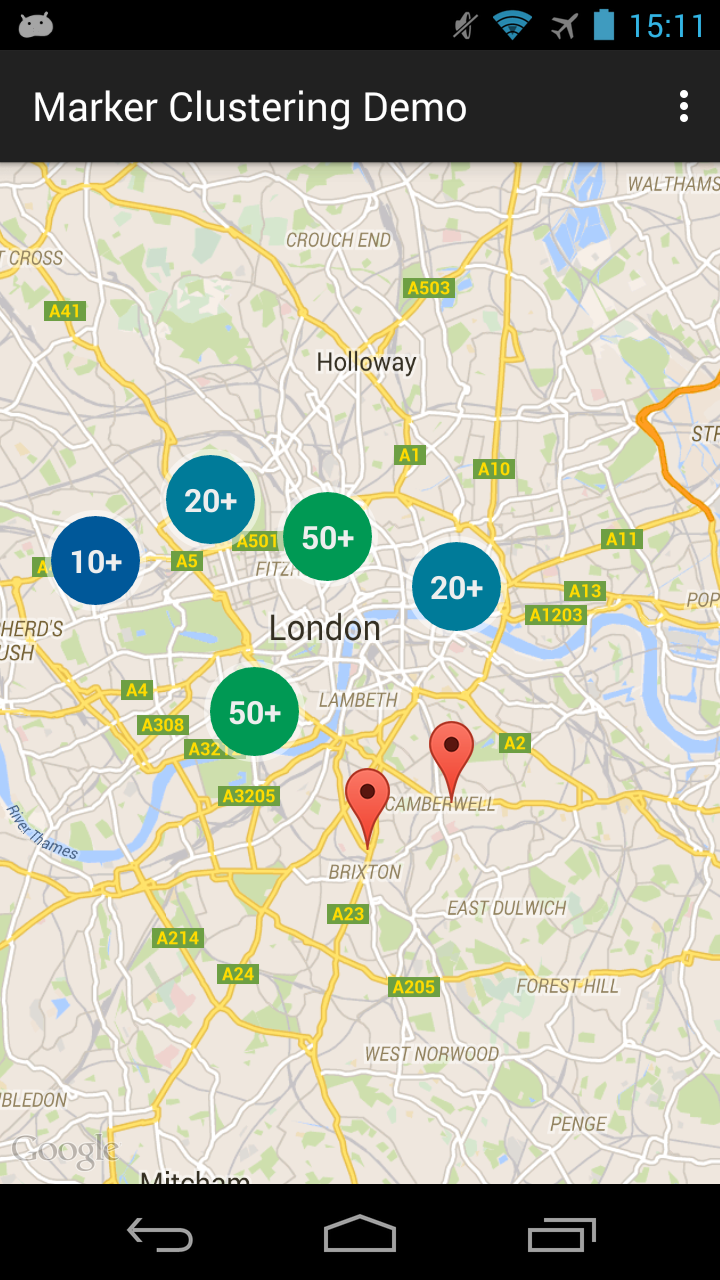 15:11
Marker Clustering Demo
WALTHAMS
CROUCH END
T CROSS
A503
A41
Holloway
STF
A1
A10
20+
50+
A501
A11
10+
A5
FITZ
20+
A13
POP
A1203
HERD'S
USH
London
A4
LAMBETH
50+
A308
A2
A3205
CAMBERWELL
River Thames
BRIXTON
A23
EAST DULWICH
A214
A24
A205
FOREST HILL
WEST NORWOOD
BLEDON
PENGE
Google
Mitcham